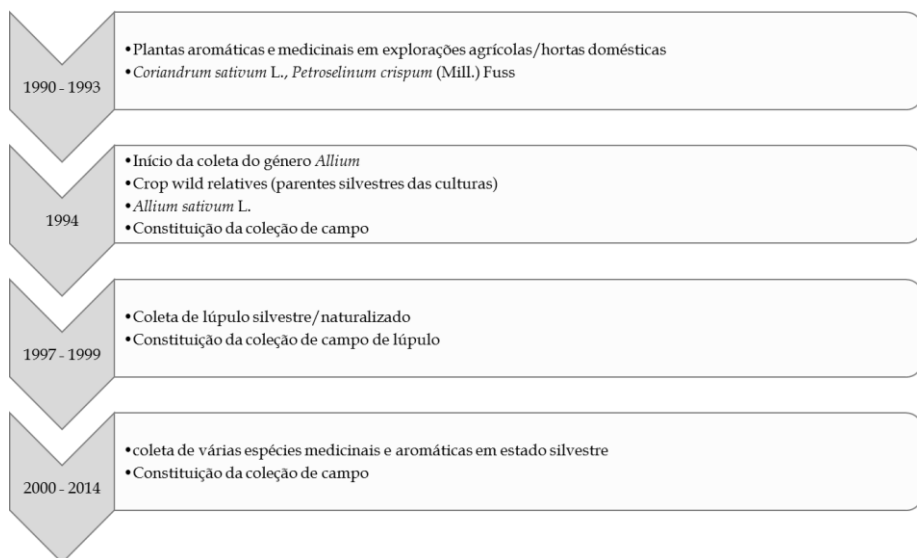 1990 - 1993
•Plantas aromáticas e medicinais em explorações agrícolas/hortas domésticas
•Coriandrum sativum L., Petroselinum crispum (Mill.) Fuss
1994
•Início da coleta do género Allium
•Crop wild relatives (parentes silvestres das culturas)
•Allium sativum L.
•Constituição da coleção de campo
1997 - 1999
•Coleta de lúpulo silvestre/naturalizado
•Constituição da coleção de campo de lúpulo
2000 - 2014
•coleta de várias espécies medicinais e aromáticas em estado silvestre
•Constituição da coleção de campo